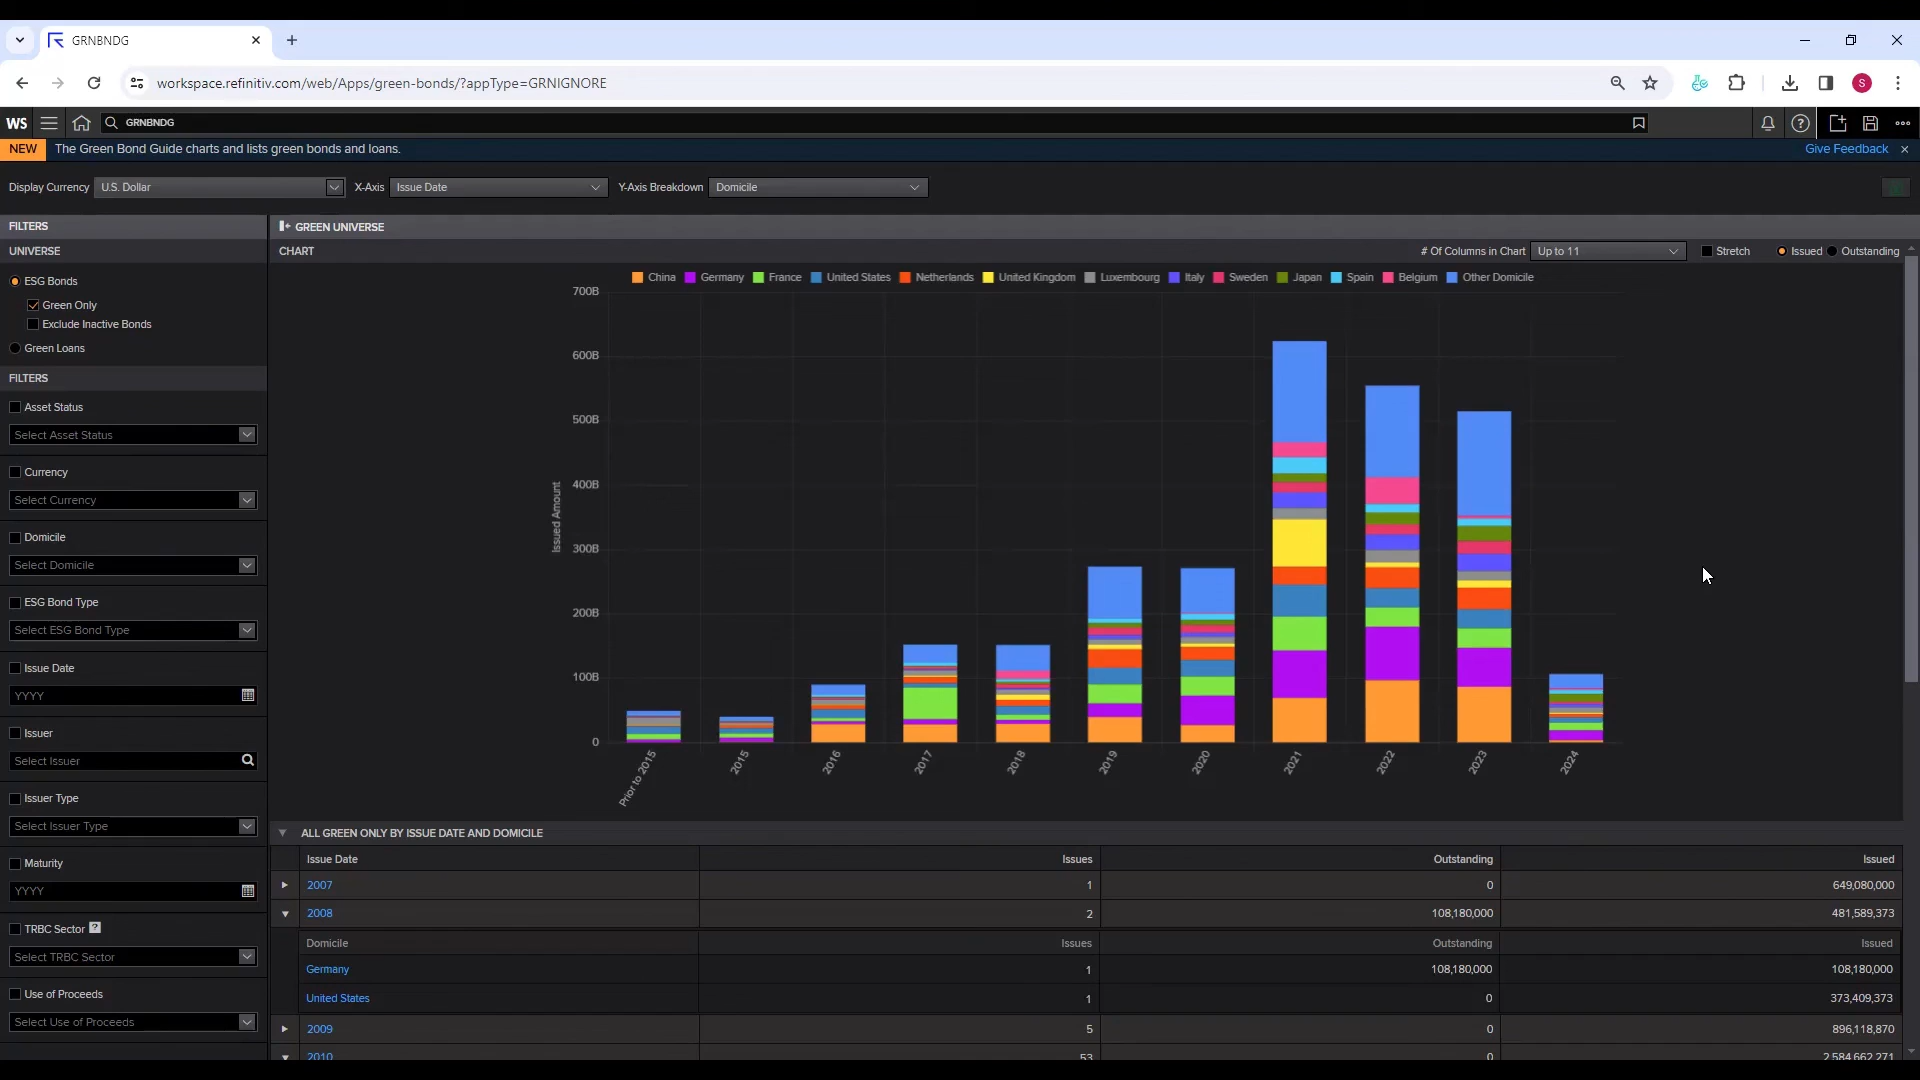 GRNBNDG
workspace.refinitiv.com/web/Apps/green-bonds/?appType=GRNIGNORE
S
WS GRNBNDG
NEW The Green Bond Guide charts and lists green bonds and loans. Give Feedback
Display Currency U.S. Dollar X-Axis Issue Date Y-Axis Breakdown Domicile
FILTERS
UNIVERSE
ESG Bonds
Green Only
Exclude Inactive Bonds
Green Loans
FILTERS
Asset Status
Select Asset Status
Currency
Select Currency
Domicile
Select Domicile
ESG Bond Type
Select ESG Bond Type
Issue Date
YYYY
Issuer
Select Issuer
Issuer Type
Select Issuer Type
Maturity
YYYY
TRBC Sector ?
Select TRBC Sector
Use of Proceeds
Select Use of Proceeds
GREEN UNIVERSE
CHART # Of Columns in Chart Up to 11 Stretch Issued Outstanding
China Germany France United States Netherlands United Kingdom Luxembourg Italy Sweden Japan Spain Belgium Other Domicile
700B
600B
500B
400B
300B
200B
100B
0
Issued Amount
Prior to 2015 2015 2016 2017 2018 2019 2020 2021 2022 2023 2024
ALL GREEN ONLY BY ISSUE DATE AND DOMICILE
Issue Date Issues Outstanding Issued
2007 1 0 649,080,000
2008 2 108,180,000 481,589,373
Domicile Issues Outstanding Issued
Germany 1 108,180,000 108,180,000
United States 1 0 373,409,373
2009 5 0 896,118,870
2010 53 0 2,584,662,271